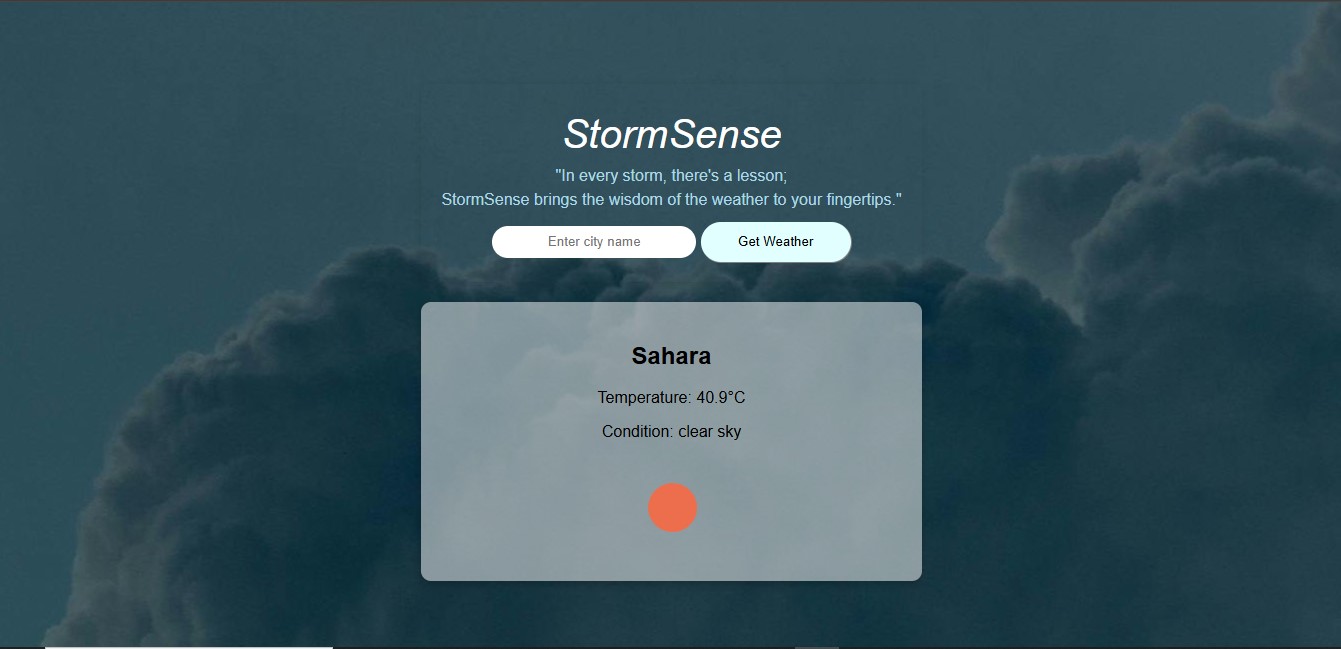 StormSense
"In every storm, there's a lesson;
StormSense brings the wisdom of the weather to your fingertips."
Enter city name
Get Weather
Sahara
Temperature: 40.9°C
Condition: clear sky